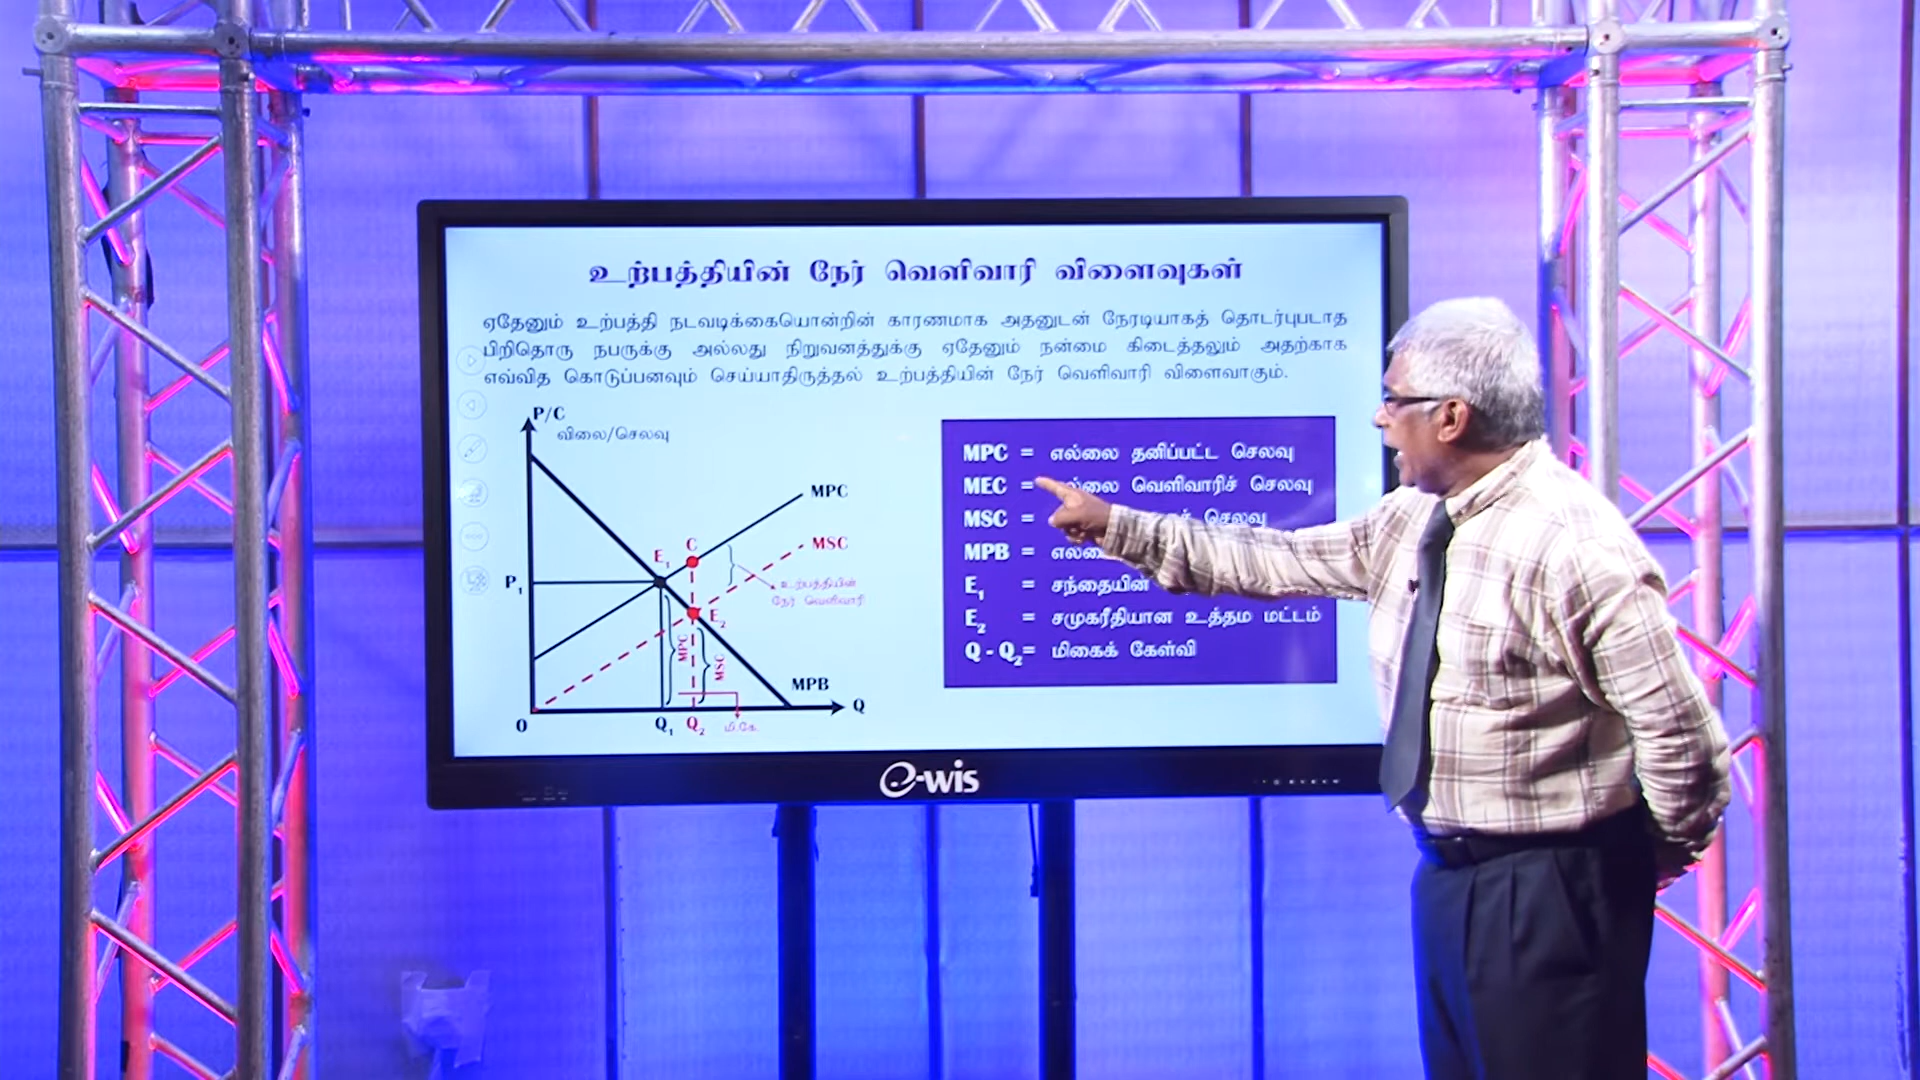 உற்பத்தியின் நேர் வெளிவாரி விளைவுகள்
ஏதேனும் உற்பத்தி நடவடிக்கையொன்றின் காரணமாக அதனுடன் நேரடியாகத் தொடர்புபடாத
பிறிதொரு நபருக்கு அல்லது நிறுவனத்துக்கு ஏதேனும் நன்மை கிடைத்தலும் அதற்காக
எவ்வித கொடுப்பனவும் செய்யாதிருத்தல் உற்பத்தியின் நேர் வெளிவாரி விளைவாகும்.
P/C
விலை/செலவு
MPC
MSC
C
E₁
P₁
உற்பத்தியின்
நேர் வெளிவாரி
E₂
MPC
MSC
MPB
O
Q₁
Q₂
மி.கே
Q
MPC = எல்லை தனிப்பட்ட செலவு
MEC = வெளிவாரிச் செலவு
MSC = செலவு
MPB =
E₁ = சந்தையின்
E₂ = சமுகரீதியான உத்தம மட்டம்
Q - Q₂= மிகைக் கேள்வி
e-wis